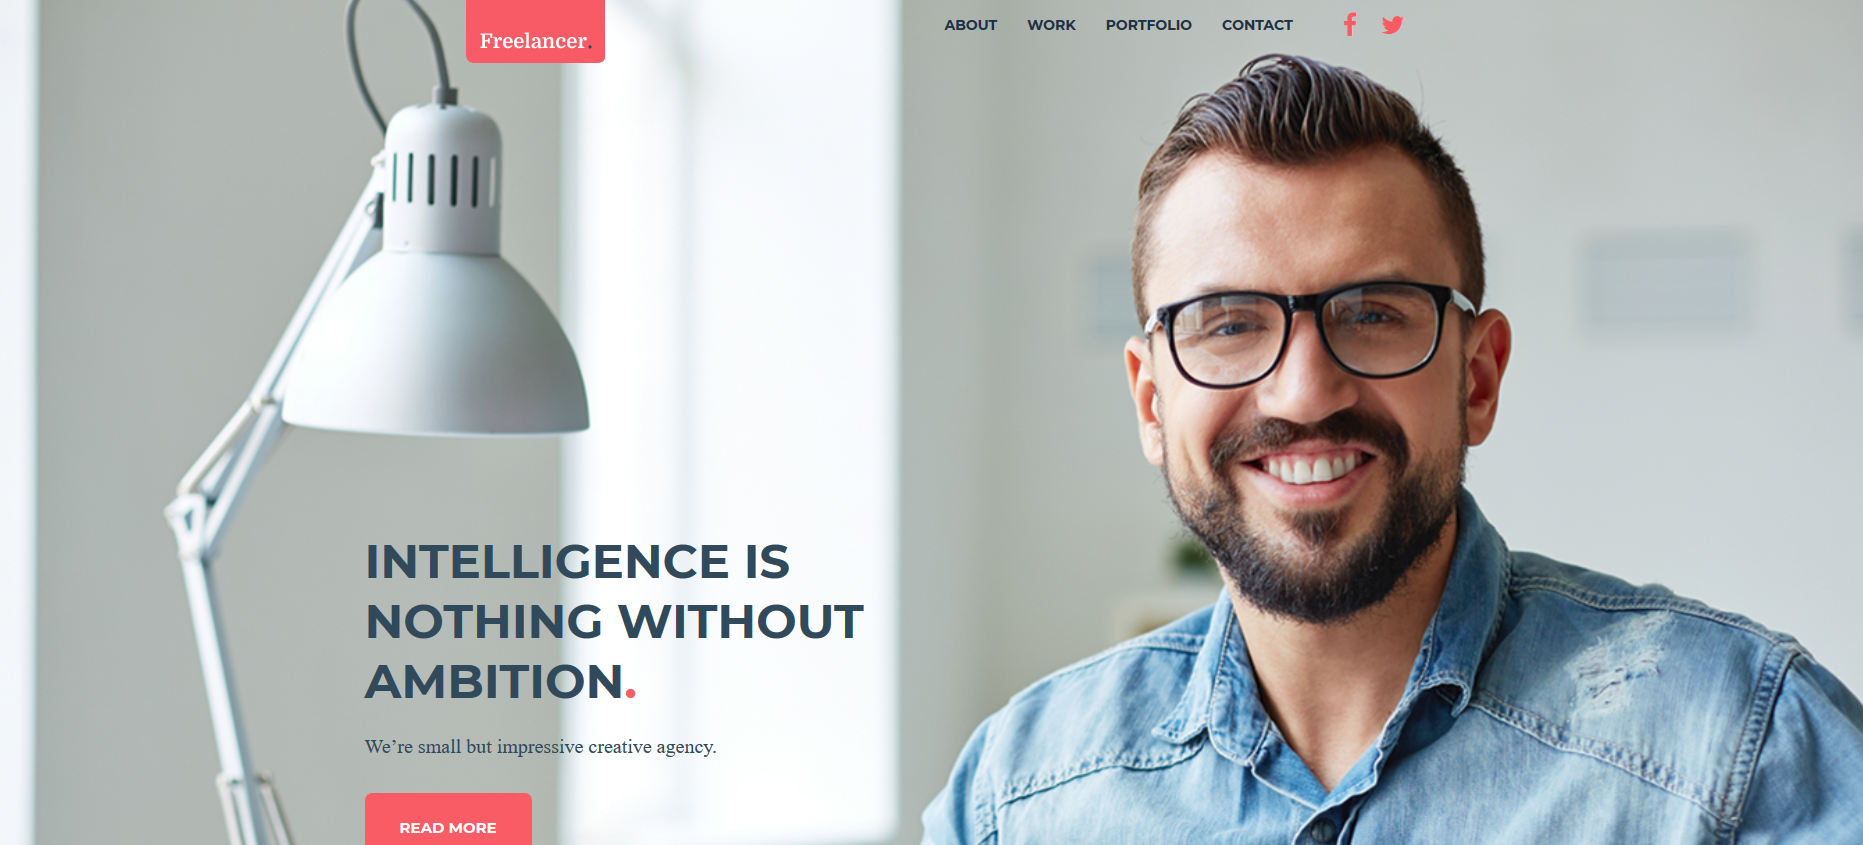 Freelancer.
ABOUT WORK PORTFOLIO CONTACT
INTELLIGENCE IS
NOTHING WITHOUT
AMBITION.
We’re small but impressive creative agency.
READ MORE